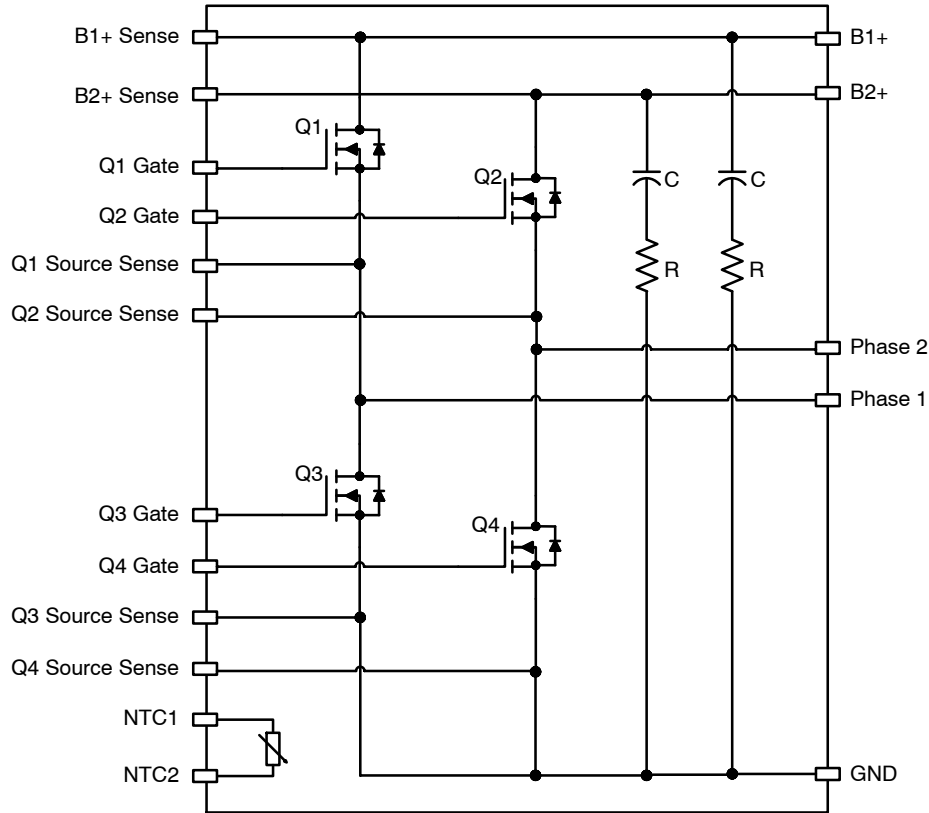 B1+ Sense
B1+
B2+ Sense
B2+
Q1
Q1 Gate
Q2
C
C
Q2 Gate
Q1 Source Sense
R
R
Q2 Source Sense
Phase 2
Phase 1
Q3
Q3 Gate
Q4
Q4 Gate
Q3 Source Sense
Q4 Source Sense
NTC1
NTC2
GND